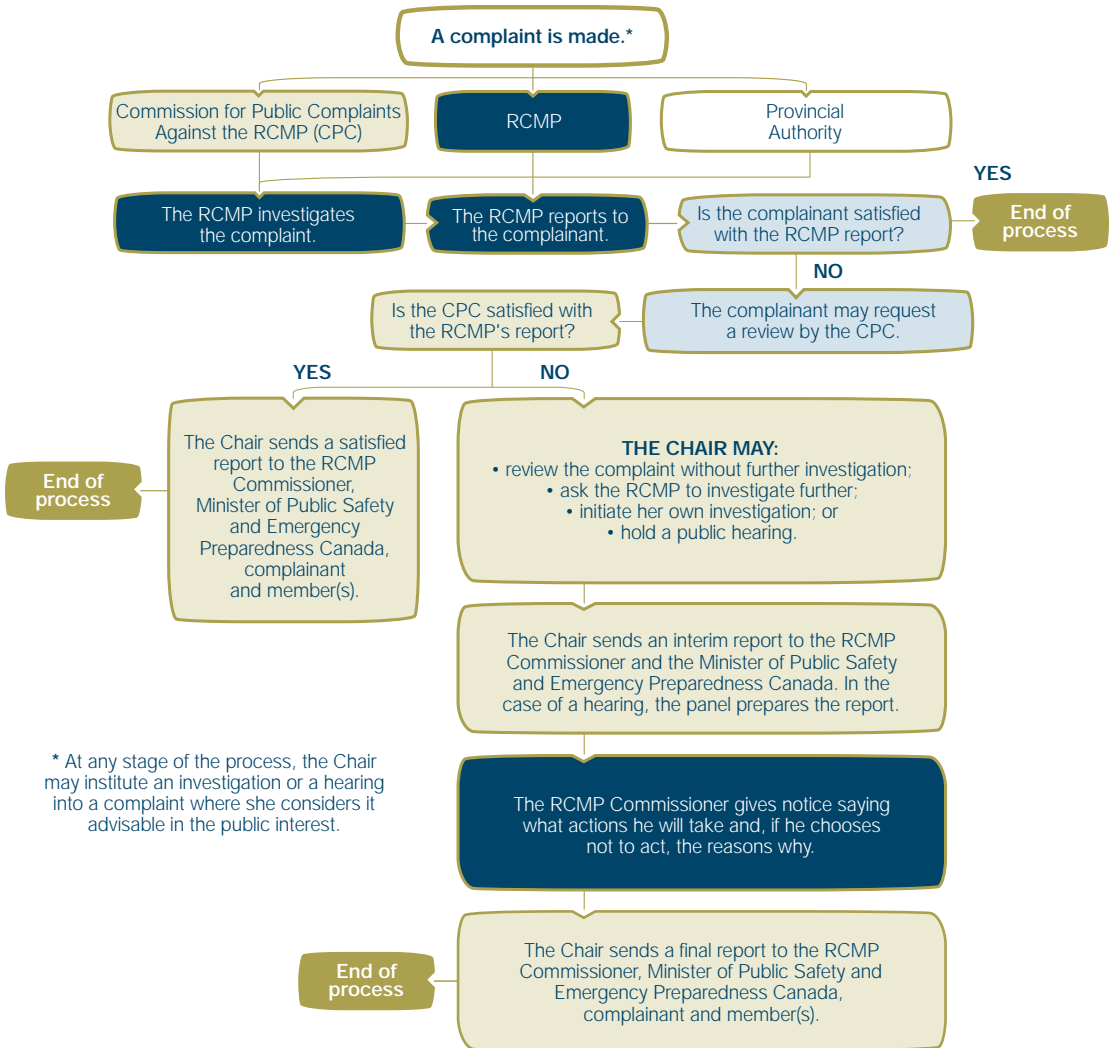 A complaint is made.*
Commission for Public Complaints
Against the RCMP (CPC)
RCMP
Provincial
Authority
The RCMP investigates
the complaint.
The RCMP reports to
the complainant.
Is the complainant satisfied
with the RCMP report?
YES
End of
process
NO
The complainant may request
a review by the CPC.
Is the CPC satisfied with
the RCMP's report?
YES
NO
The Chair sends a satisfied
report to the RCMP
Commissioner,
Minister of Public Safety
and Emergency
Preparedness Canada,
complainant
and member(s).
End of
process
THE CHAIR MAY:
• review the complaint without further investigation;
• ask the RCMP to investigate further;
• initiate her own investigation; or
• hold a public hearing.
The Chair sends an interim report to the RCMP
Commissioner and the Minister of Public Safety
and Emergency Preparedness Canada. In the
case of a hearing, the panel prepares the report.
* At any stage of the process, the Chair
may institute an investigation or a hearing
into a complaint where she considers it
advisable in the public interest.
The RCMP Commissioner gives notice saying
what actions he will take and, if he chooses
not to act, the reasons why.
The Chair sends a final report to the RCMP
Commissioner, Minister of Public Safety and
Emergency Preparedness Canada,
complainant and member(s).
End of
process